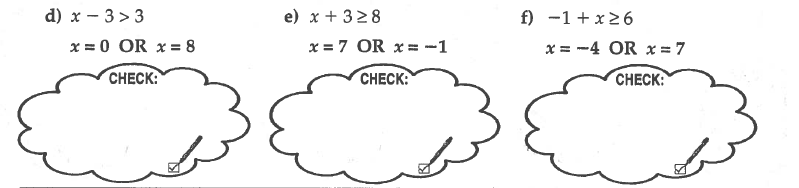 d) x − 3 > 3
x = 0 OR x = 8
CHECK:
e) x + 3 ≥ 8
x = 7 OR x = −1
CHECK:
f) −1 + x ≥ 6
x = −4 OR x = 7
CHECK: